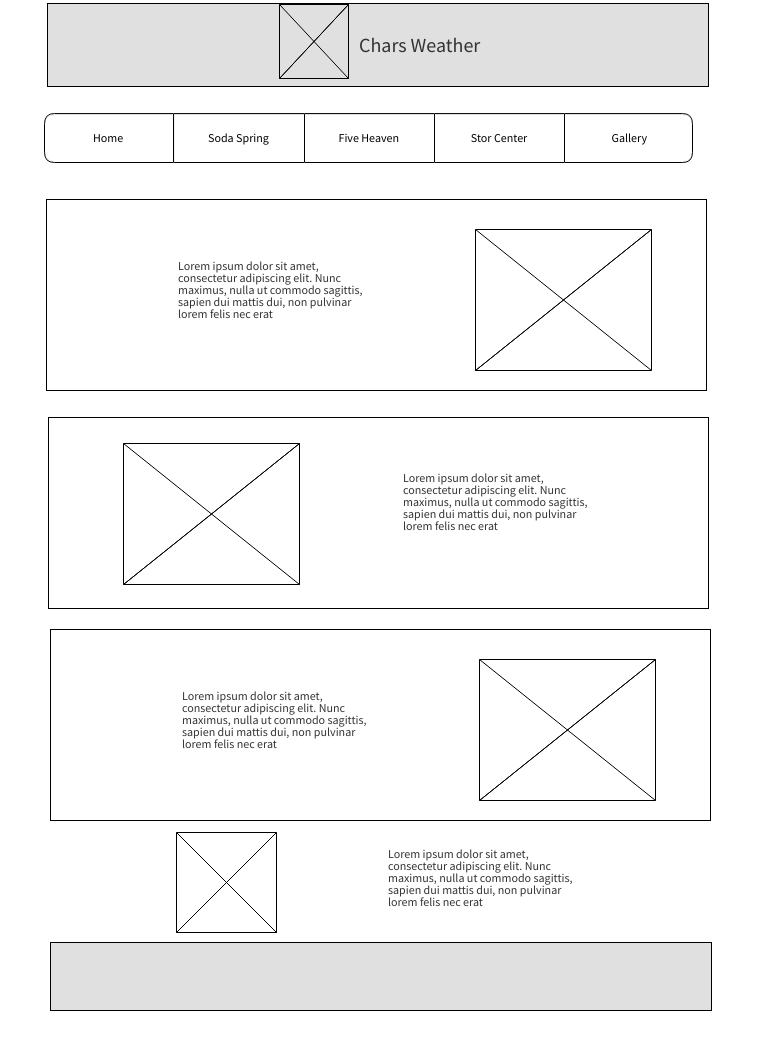 Chars Weather
Home
Soda Spring
Five Heaven
Stor Center
Gallery
Lorem ipsum dolor sit amet,
consectetur adipiscing elit. Nunc
maximus, nulla ut commodo sagittis,
sapien dui mattis dui, non pulvinar
lorem felis nec erat
Lorem ipsum dolor sit amet,
consectetur adipiscing elit. Nunc
maximus, nulla ut commodo sagittis,
sapien dui mattis dui, non pulvinar
lorem felis nec erat
Lorem ipsum dolor sit amet,
consectetur adipiscing elit. Nunc
maximus, nulla ut commodo sagittis,
sapien dui mattis dui, non pulvinar
lorem felis nec erat
Lorem ipsum dolor sit amet,
consectetur adipiscing elit. Nunc
maximus, nulla ut commodo sagittis,
sapien dui mattis dui, non pulvinar
lorem felis nec erat